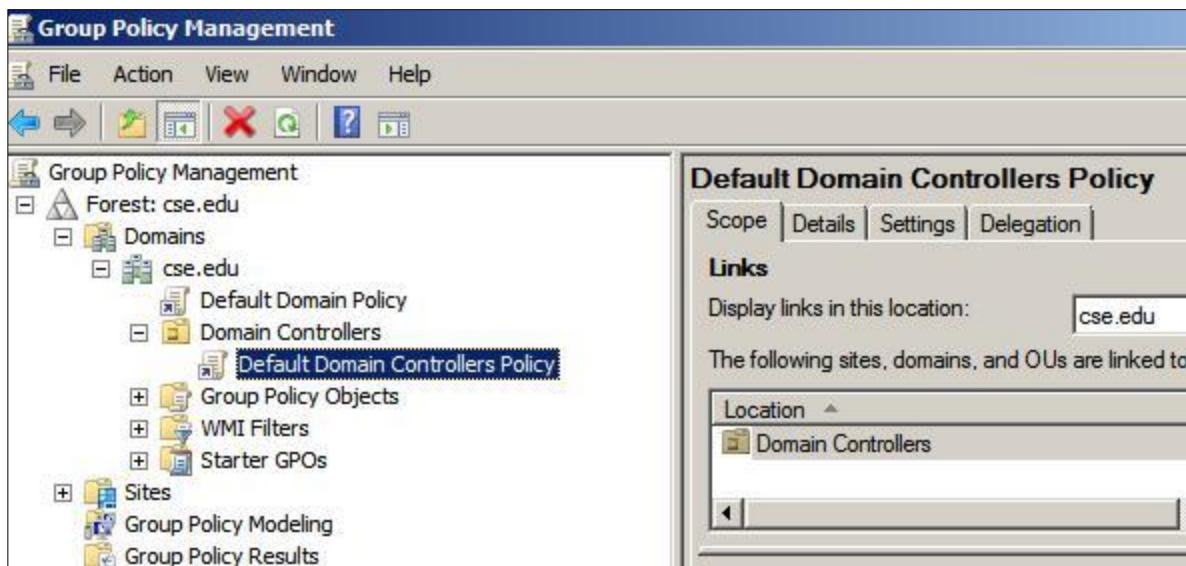 Group Policy Management
File Action View Window Help
Group Policy Management
Forest: cse.edu
Domains
cse.edu
Default Domain Policy
Domain Controllers
Default Domain Controllers Policy
Group Policy Objects
WMI Filters
Starter GPOs
Sites
Group Policy Modeling
Group Policy Results
Default Domain Controllers Policy
Scope Details Settings Delegation
Links
Display links in this location: cse.edu
The following sites, domains, and OUs are linked to
Location
Domain Controllers